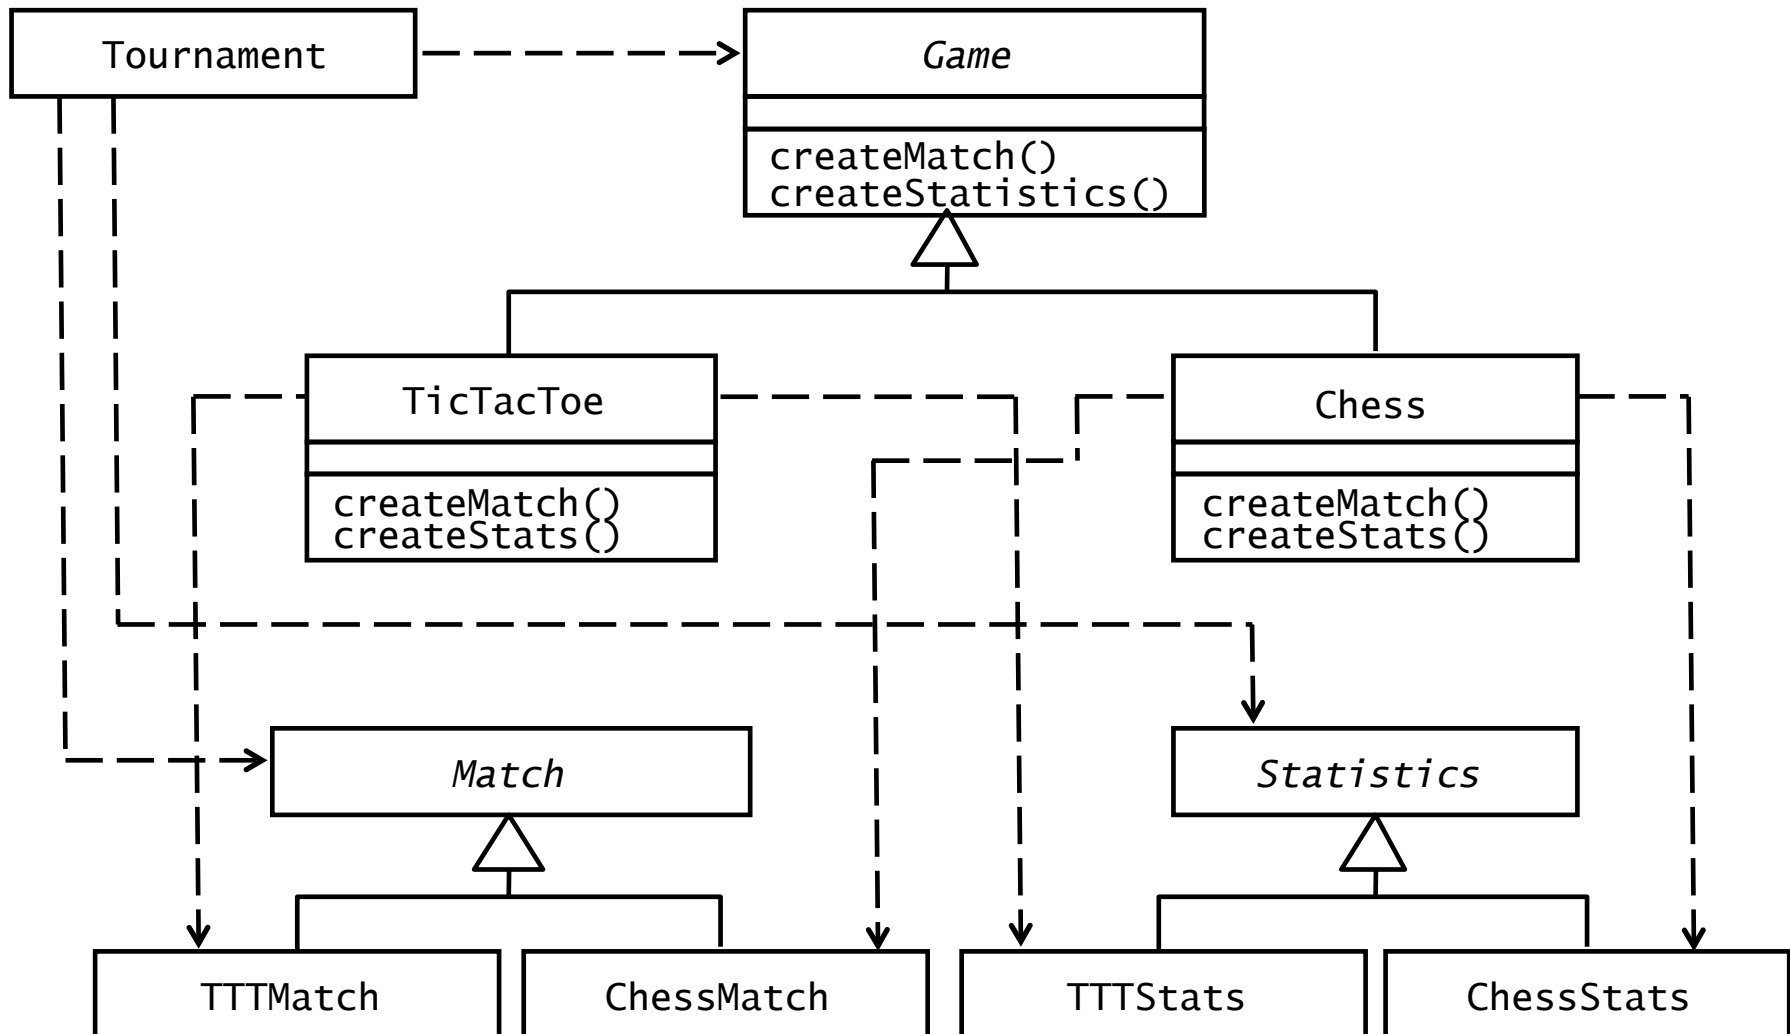 Tournament
Game
createMatch()
createStatistics()
TicTacToe
createMatch()
createStats()
Chess
createMatch()
createStats()
Match
Statistics
TTTMatch
ChessMatch
TTTStats
ChessStats